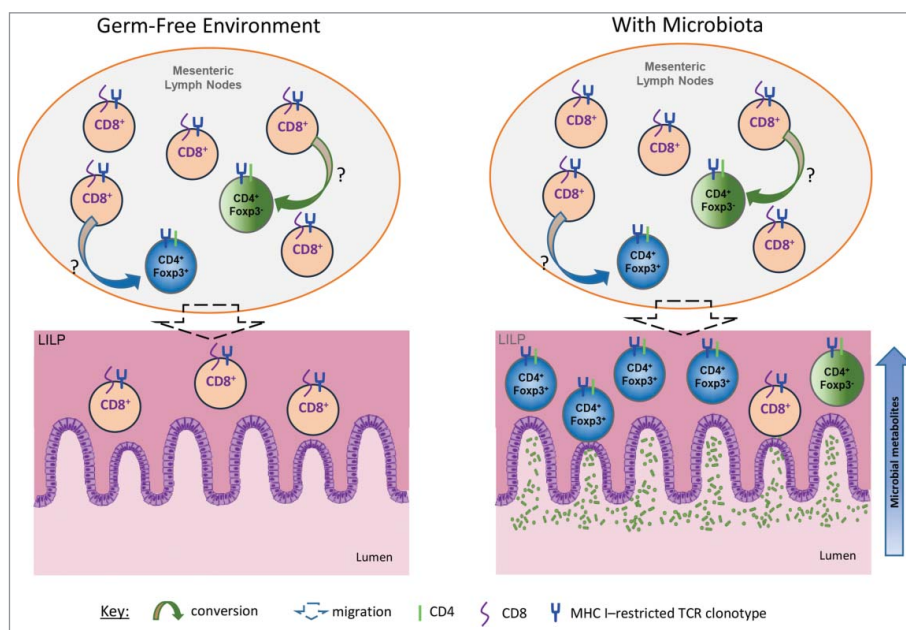 Germ-Free Environment
With Microbiota
Mesenteric
Lymph Nodes
CD8⁺
CD8⁺
CD8⁺
CD8⁺
?
CD4⁺
Foxp3⁻
CD8⁺
?
CD4⁺
Foxp3⁺
Mesenteric
Lymph Nodes
CD8⁺
CD8⁺
CD8⁺
CD8⁺
?
CD4⁺
Foxp3⁻
CD8⁺
?
CD4⁺
Foxp3⁺
LILP
CD8⁺
CD8⁺
CD8⁺
Lumen
LILP
CD4⁺
Foxp3⁺
CD4⁺
Foxp3⁺
CD4⁺
Foxp3⁺
CD4⁺
Foxp3⁺
CD8⁺
CD4⁺
Foxp3⁻
Lumen
Microbial metabolites
Key: conversion migration CD4 CD8 MHC I–restricted TCR clonotype